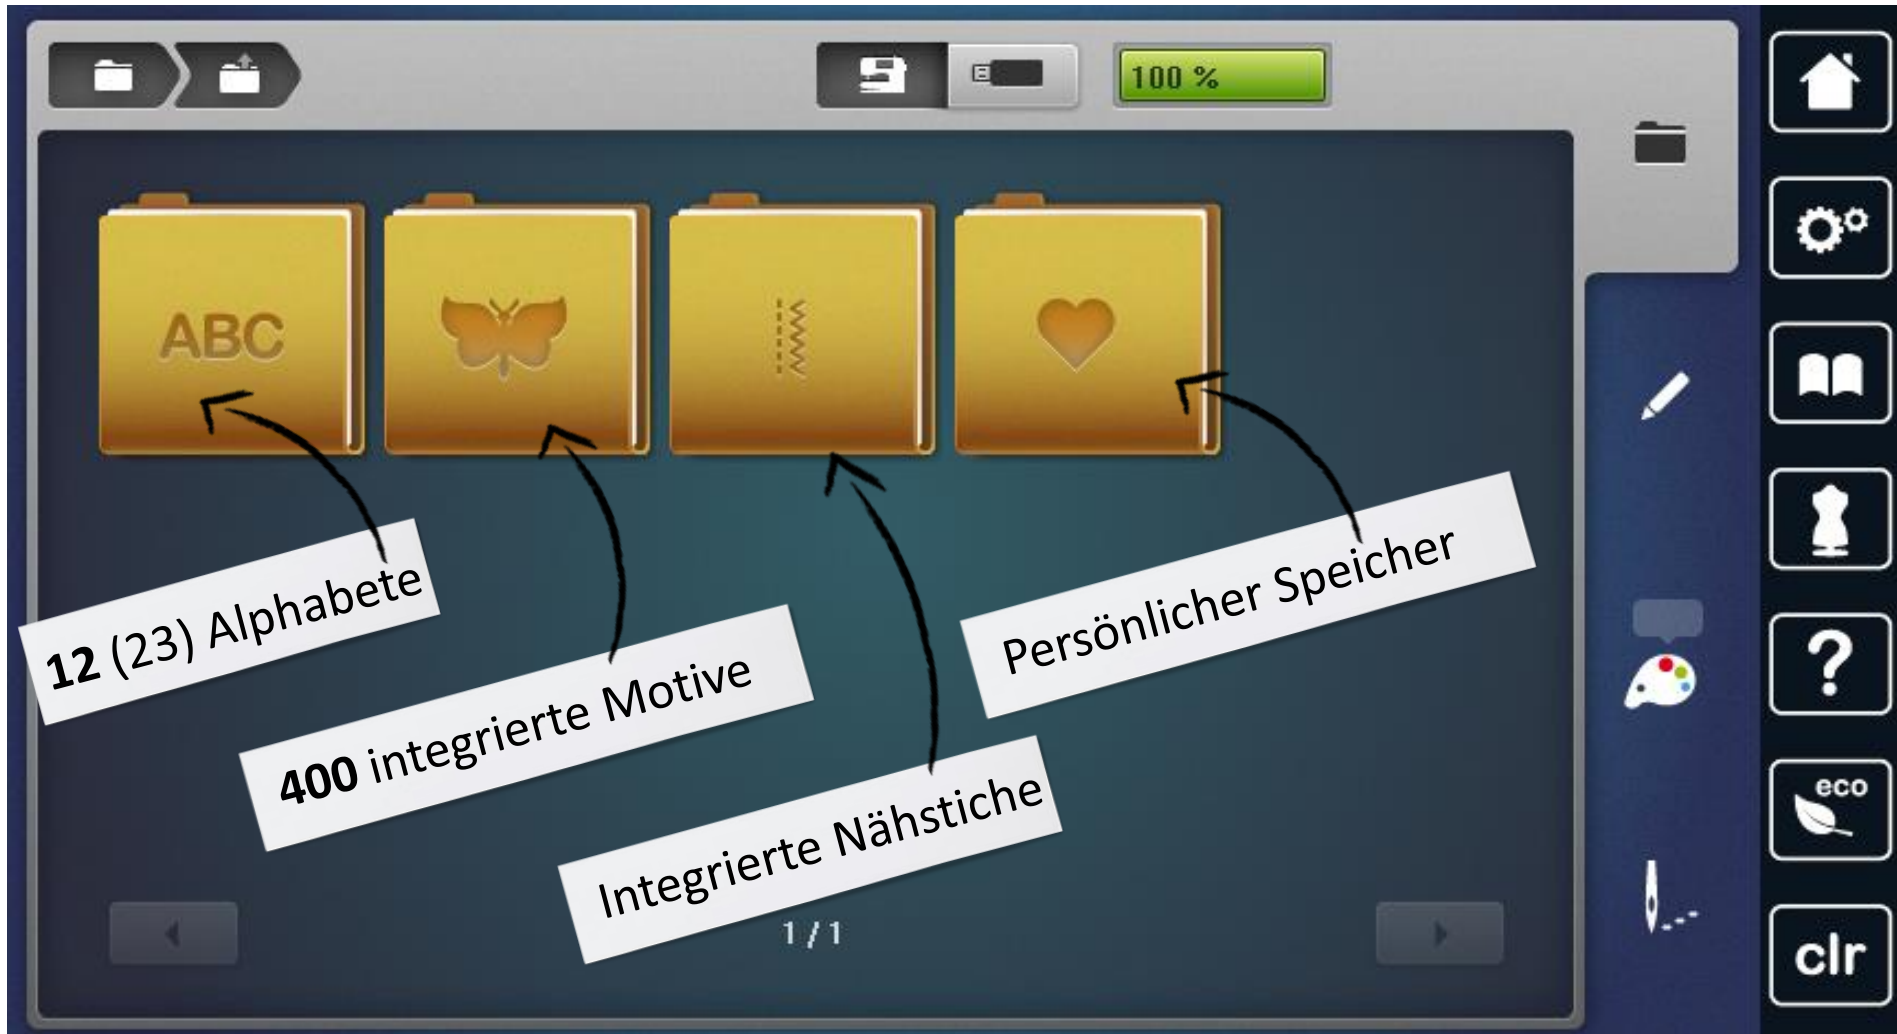 100 %
ABC
12 (23) Alphabete
400 integrierte Motive
Integrierte Nähstiche
Persönlicher Speicher
1 / 1
?
eco
clr